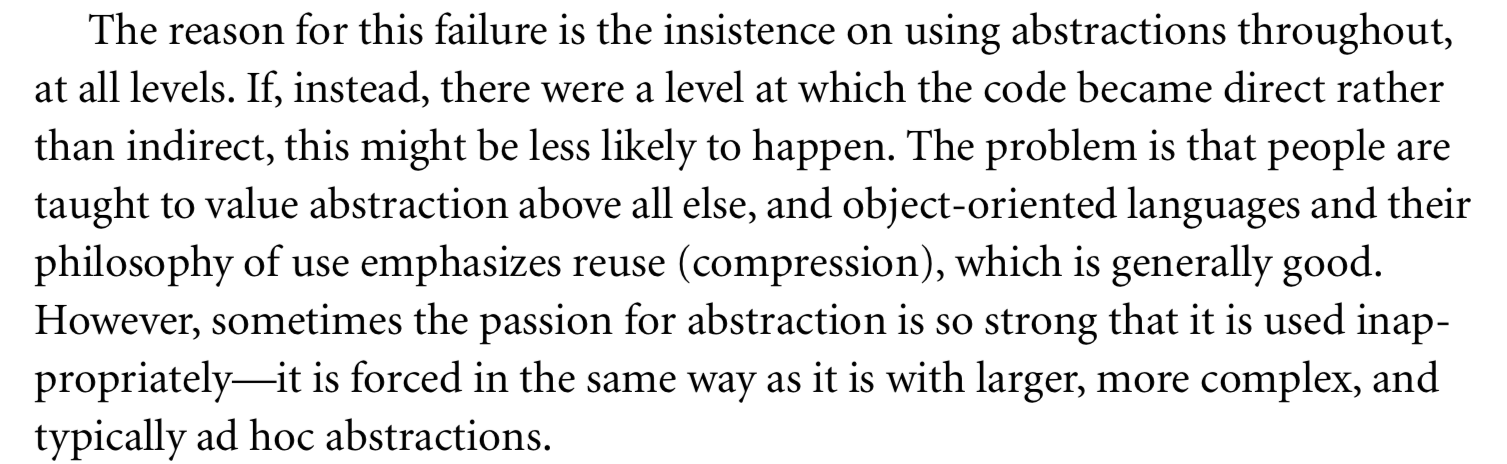 The reason for this failure is the insistence on using abstractions throughout,
at all levels. If, instead, there were a level at which the code became direct rather
than indirect, this might be less likely to happen. The problem is that people are
taught to value abstraction above all else, and object-oriented languages and their
philosophy of use emphasizes reuse (compression), which is generally good.
However, sometimes the passion for abstraction is so strong that it is used inap-
propriately—it is forced in the same way as it is with larger, more complex, and
typically ad hoc abstractions.